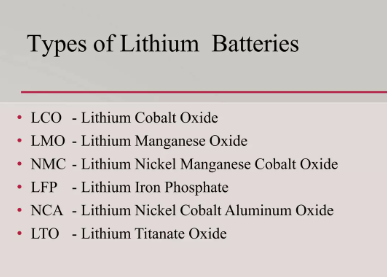 Types of Lithium Batteries
• LCO - Lithium Cobalt Oxide
• LMO - Lithium Manganese Oxide
• NMC - Lithium Nickel Manganese Cobalt Oxide
• LFP - Lithium Iron Phosphate
• NCA - Lithium Nickel Cobalt Aluminum Oxide
• LTO - Lithium Titanate Oxide